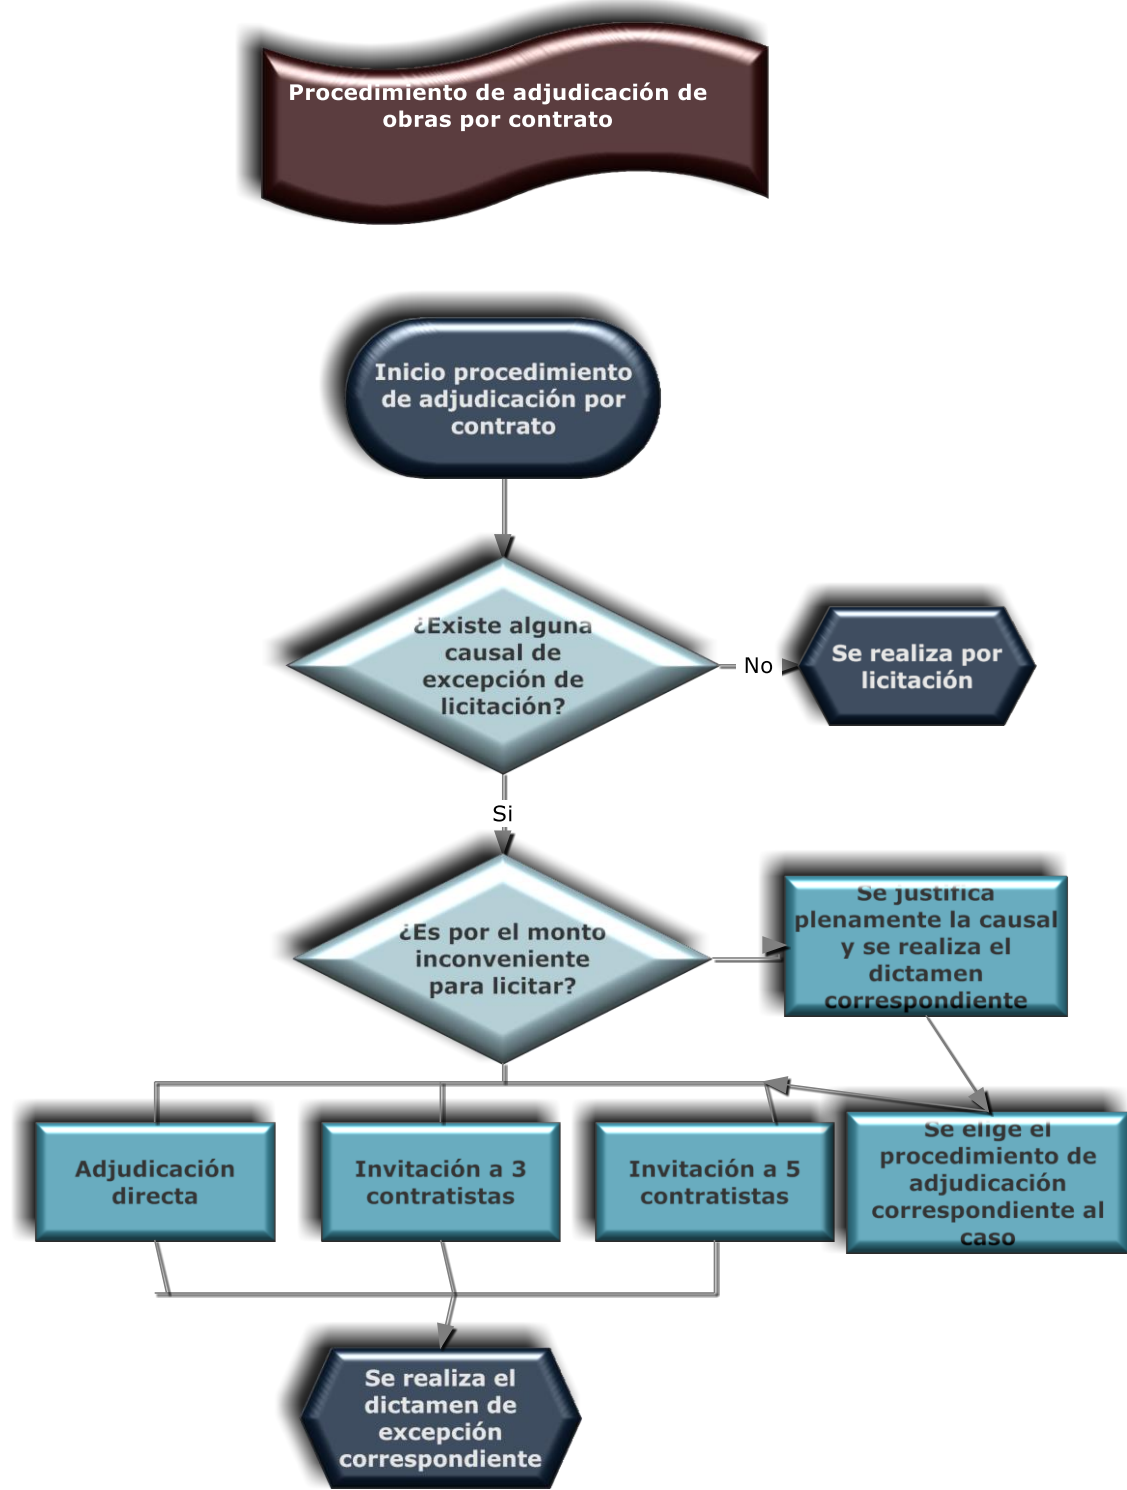 Procedimiento de adjudicación de
obras por contrato
Inicio procedimiento
de adjudicación por
contrato
¿Existe alguna
causal de
excepción de
licitación?
No
Se realiza por
licitación
Si
¿Es por el monto
inconveniente
para licitar?
Se justifica
plenamente la causal
y se realiza el
dictamen
correspondiente
Adjudicación
directa
Invitación a 3
contratistas
Invitación a 5
contratistas
Se elige el
procedimiento de
adjudicación
correspondiente al
caso
Se realiza el
dictamen de
excepción
correspondiente